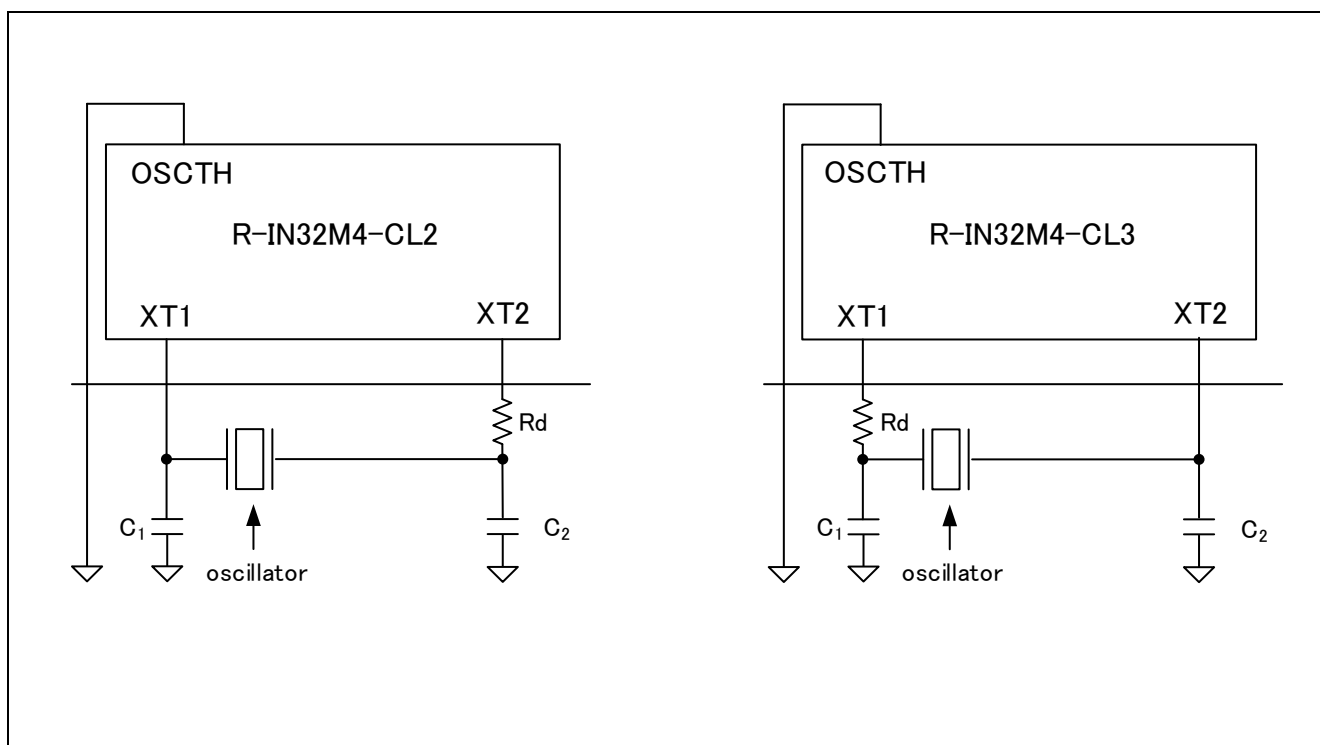 OSCTH
R-IN32M4-CL2
XT1
XT2
Rd
C₁
C₂
oscillator
OSCTH
R-IN32M4-CL3
XT1
XT2
Rd
C₁
C₂
oscillator